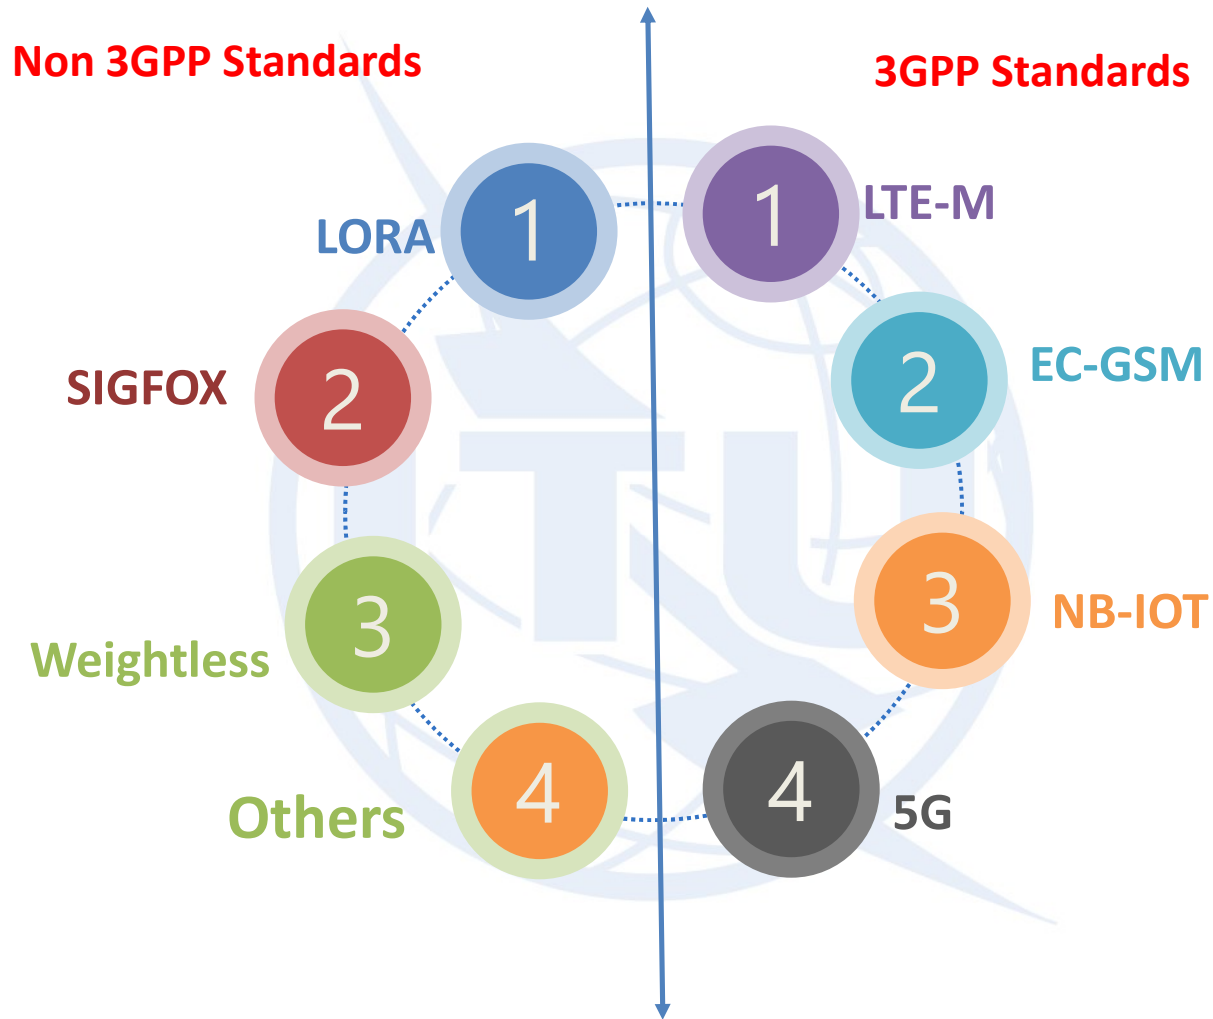 Non 3GPP Standards
3GPP Standards
1
LORA
2
SIGFOX
3
Weightless
4
Others
1
LTE-M
2
EC-GSM
3
NB-IOT
4
5G
ITU